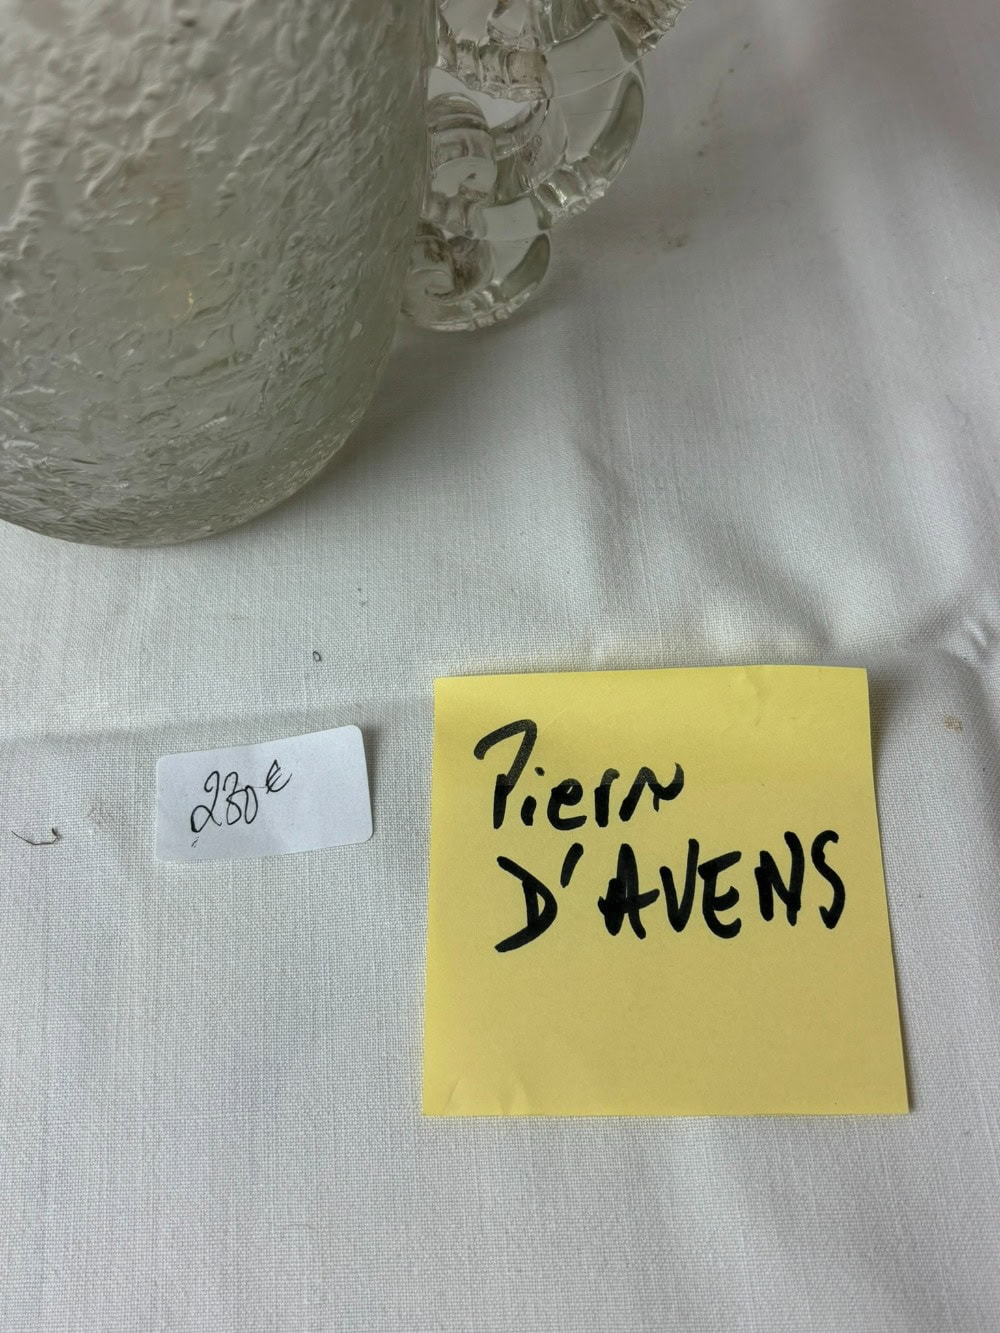 230€
Pierre
D'AVENS